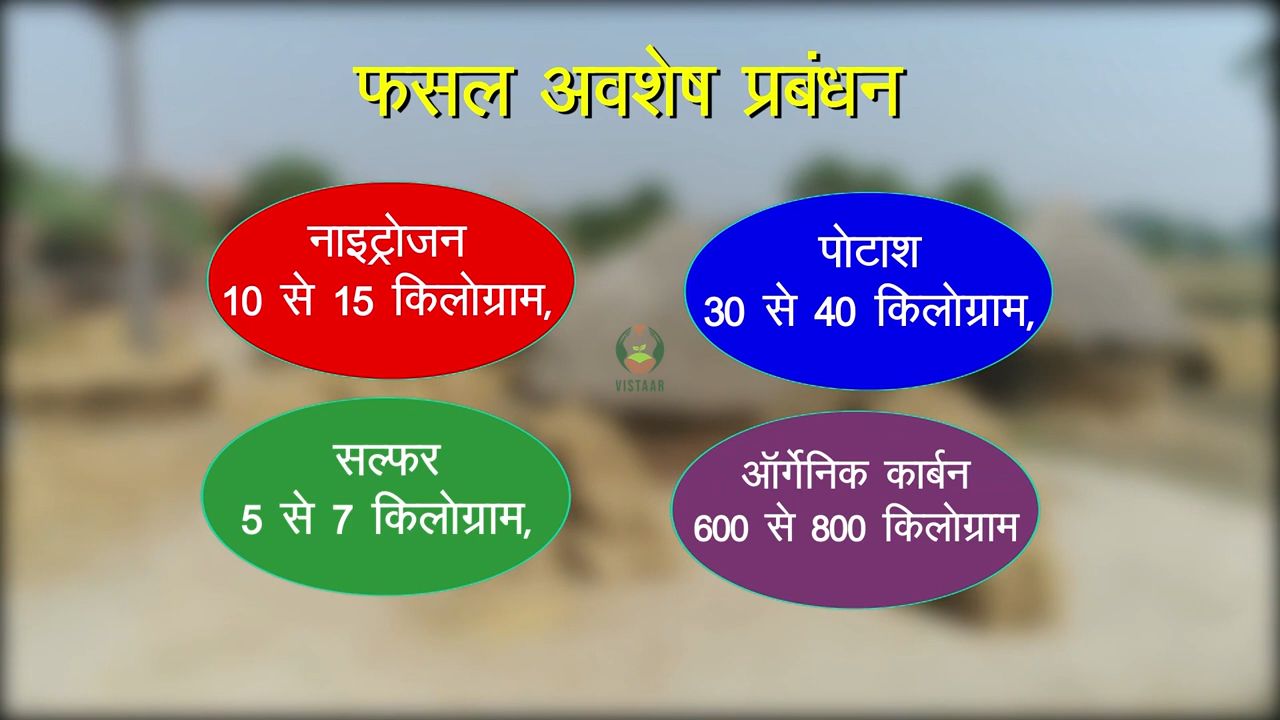 फसल अवशेष प्रबंधन
नाइट्रोजन
10 से 15 किलोग्राम,
पोटाश
30 से 40 किलोग्राम,
VISTAAR
सल्फर
5 से 7 किलोग्राम,
ऑर्गेनिक कार्बन
600 से 800 किलोग्राम